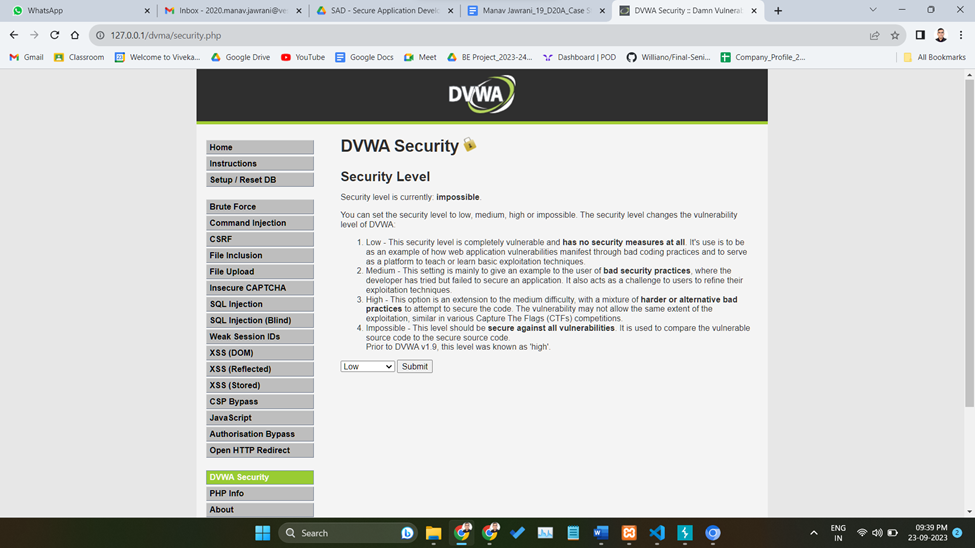 WhatsApp
Inbox - 2020.manav.jawrani@ve
SAD - Secure Application Develo
Manav Jawrani_19_D20A_Case S
DVWA Security :: Damn Vulnerab
127.0.0.1/dvma/security.php
Gmail
Classroom
Welcome to Viveka...
Google Drive
YouTube
Google Docs
Meet
BE Project_2023-24...
Dashboard | POD
Williano/Final-Seni...
Company_Profile_2...
All Bookmarks
DVWA
Home
Instructions
Setup / Reset DB
Brute Force
Command Injection
CSRF
File Inclusion
File Upload
Insecure CAPTCHA
SQL Injection
SQL Injection (Blind)
Weak Session IDs
XSS (DOM)
XSS (Reflected)
XSS (Stored)
CSP Bypass
JavaScript
Authorisation Bypass
Open HTTP Redirect
DVWA Security
PHP Info
About
DVWA Security
Security Level
Security level is currently: impossible.
You can set the security level to low, medium, high or impossible. The security level changes the vulnerability
level of DVWA:
1. Low - This security level is completely vulnerable and has no security measures at all. It's use is to be
as an example of how web application vulnerabilities manifest through bad coding practices and to serve
as a platform to teach or learn basic exploitation techniques.
2. Medium - This setting is mainly to give an example to the user of bad security practices, where the
developer has tried but failed to secure an application. It also acts as a challenge to users to refine their
exploitation techniques.
3. High - This option is an extension to the medium difficulty, with a mixture of harder or alternative bad
practices to attempt to secure the code. The vulnerability may not allow the same extent of the
exploitation, similar in various Capture The Flags (CTFs) competitions.
4. Impossible - This level should be secure against all vulnerabilities. It is used to compare the vulnerable
source code to the secure source code.
Prior to DVWA v1.9, this level was known as 'high'.
Low
Submit
Search
ENG
IN
09:39 PM
23-09-2023
2